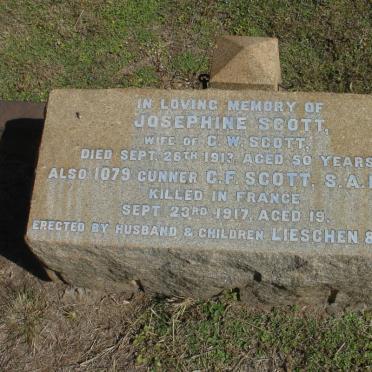 IN LOVING MEMORY OF
JOSEPHINE SCOTT,
WIFE OF G. W. SCOTT,
DIED SEPT. 26TH 1913, AGED 50 YEARS
ALSO 1079 GUNNER G. F. SCOTT, S. A.
KILLED IN FRANCE
SEPT 23RD 1917, AGED 19.
ERECTED BY HUSBAND & CHILDREN LIESCHEN &